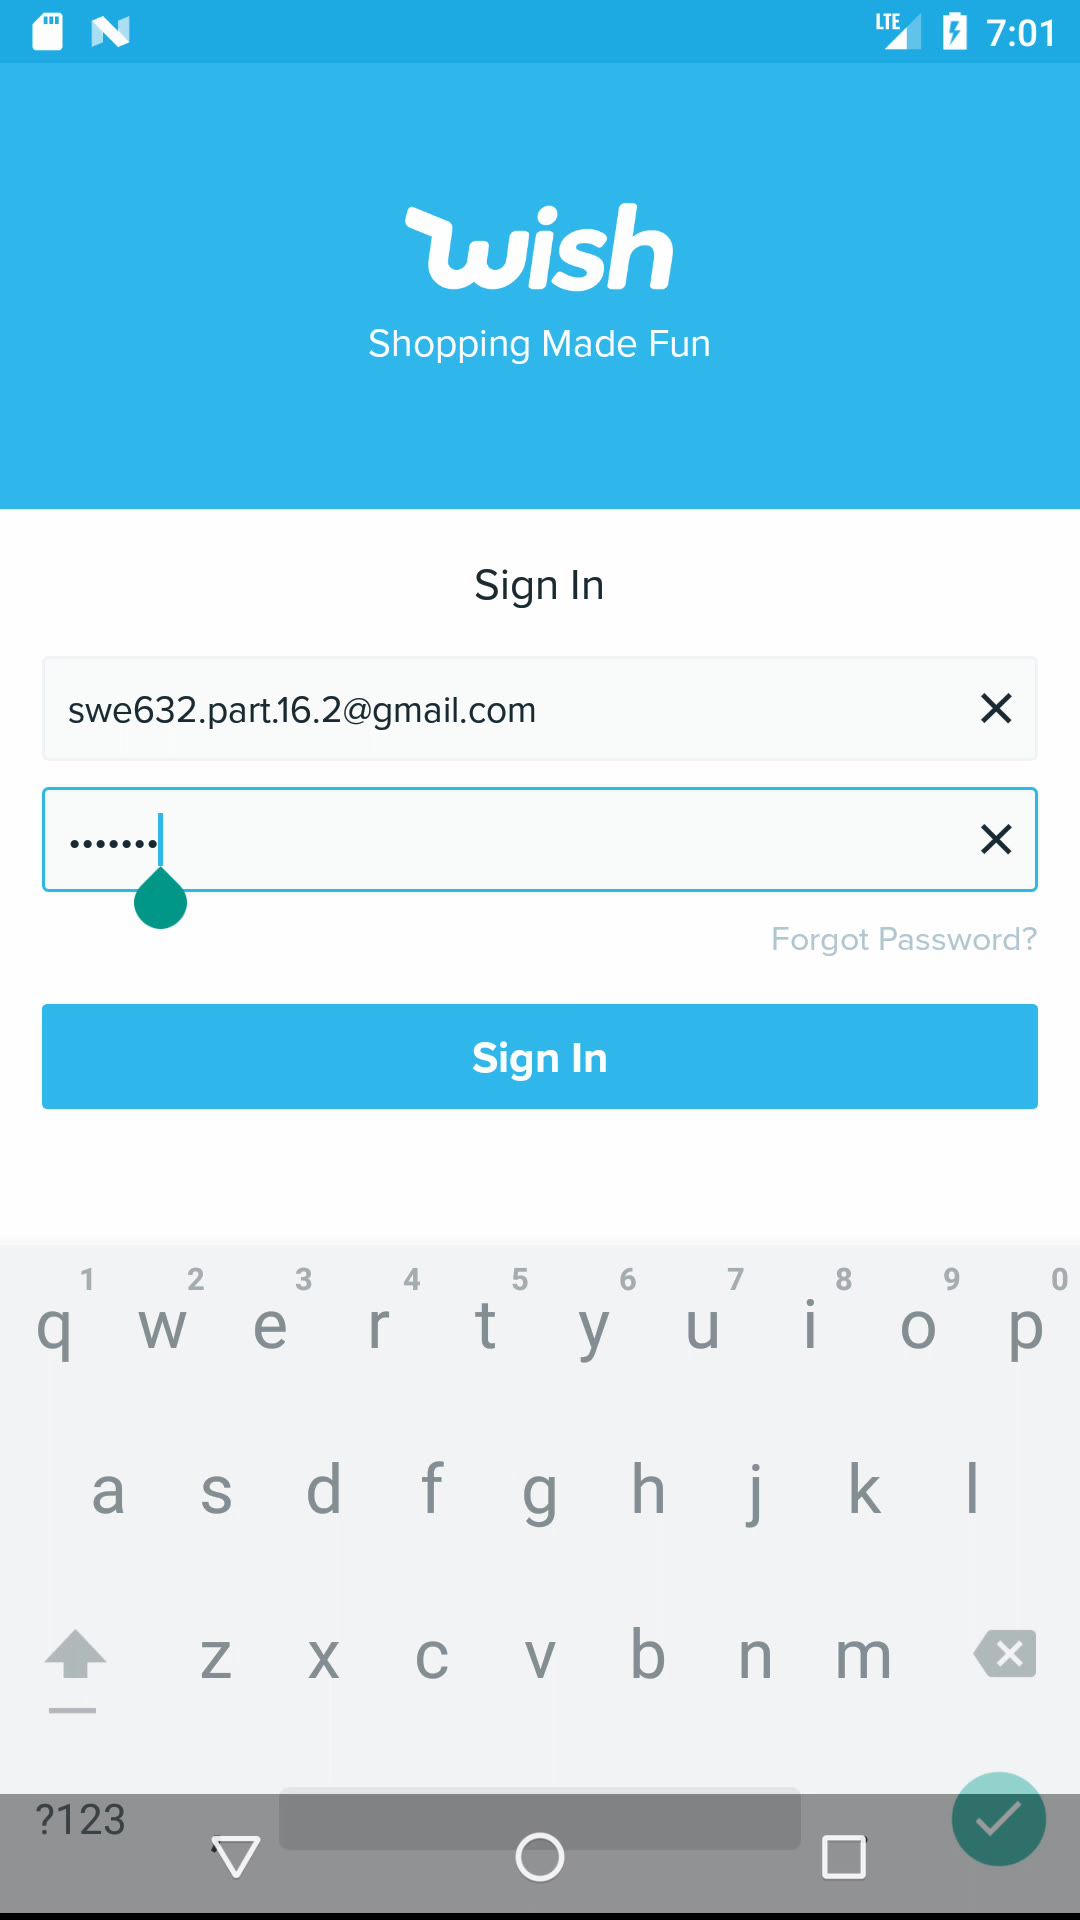 LTE 7:01
wish
Shopping Made Fun
Sign In
swe632.part.16.2@gmail.com
•••••••
Forgot Password?
Sign In
1 2 3 4 5 6 7 8 9 0
q w e r t y u i o p
a s d f g h j k l
z x c v b n m
?123